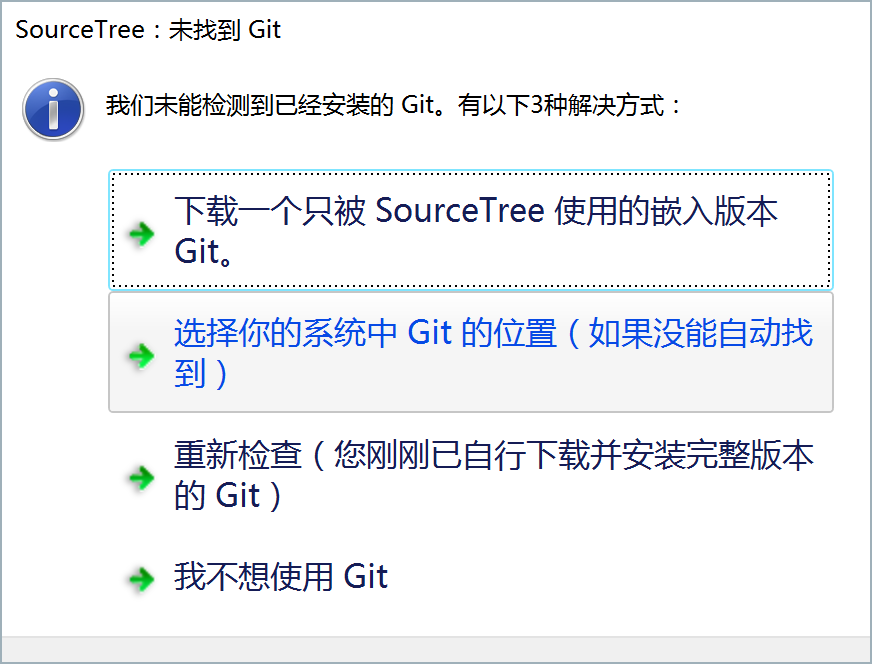 SourceTree：未找到 Git
我们未能检测到已经安装的 Git。有以下3种解决方式：
下载一个只被 SourceTree 使用的嵌入版本
Git。
选择你的系统中 Git 的位置（如果没能自动找
到）
重新检查（您刚刚已自行下载并安装完整版本
的 Git）
我不想使用 Git